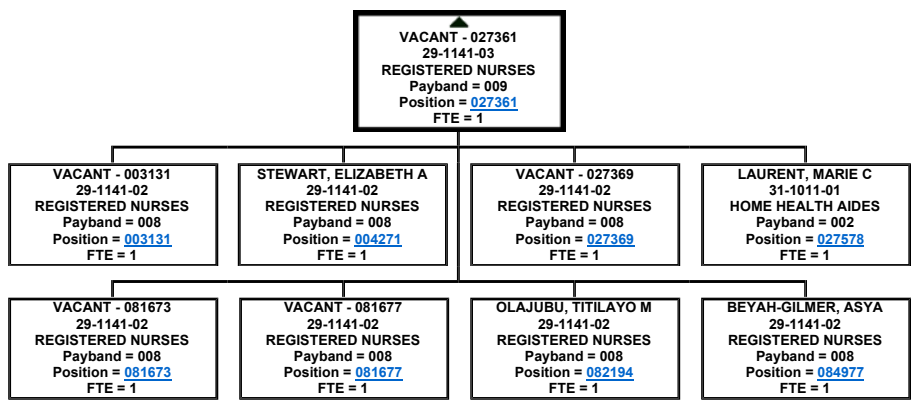 VACANT - 027361
29-1141-03
REGISTERED NURSES
Payband = 009
Position = 027361
FTE = 1
VACANT - 003131
29-1141-02
REGISTERED NURSES
Payband = 008
Position = 003131
FTE = 1
STEWART, ELIZABETH A
29-1141-02
REGISTERED NURSES
Payband = 008
Position = 004271
FTE = 1
VACANT - 027369
29-1141-02
REGISTERED NURSES
Payband = 008
Position = 027369
FTE = 1
LAURENT, MARIE C
31-1011-01
HOME HEALTH AIDES
Payband = 002
Position = 027578
FTE = 1
VACANT - 081673
29-1141-02
REGISTERED NURSES
Payband = 008
Position = 081673
FTE = 1
VACANT - 081677
29-1141-02
REGISTERED NURSES
Payband = 008
Position = 081677
FTE = 1
OLAJUBU, TITILAYO M
29-1141-02
REGISTERED NURSES
Payband = 008
Position = 082194
FTE = 1
BEYAH-GILMER, ASYA
29-1141-02
REGISTERED NURSES
Payband = 008
Position = 084977
FTE = 1